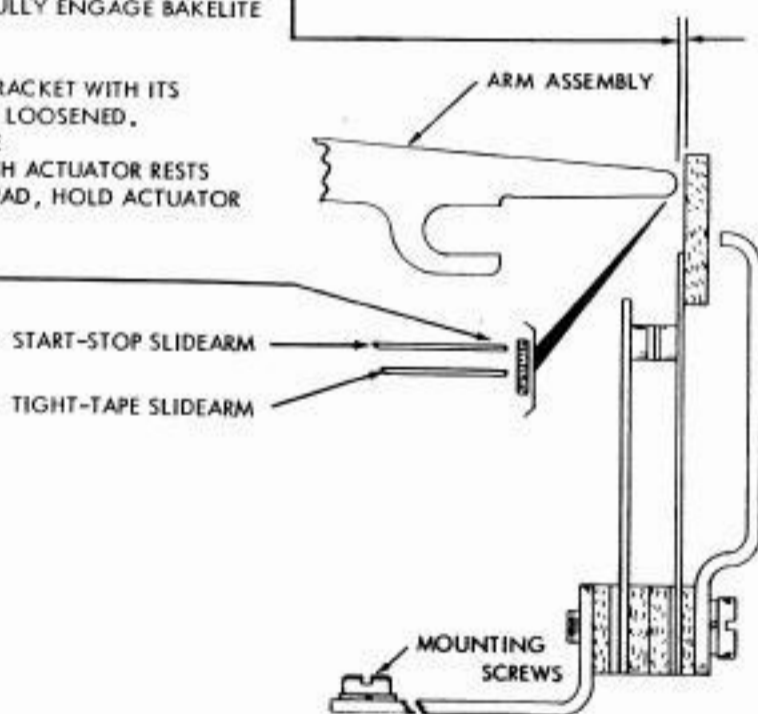 ULLY ENGAGE BAKELITE
RACKET WITH ITS
LOOSENED.
H ACTUATOR RESTS
AD, HOLD ACTUATOR
ARM ASSEMBLY
START-STOP SLIDEARM
TIGHT-TAPE SLIDEARM
MOUNTING
SCREWS